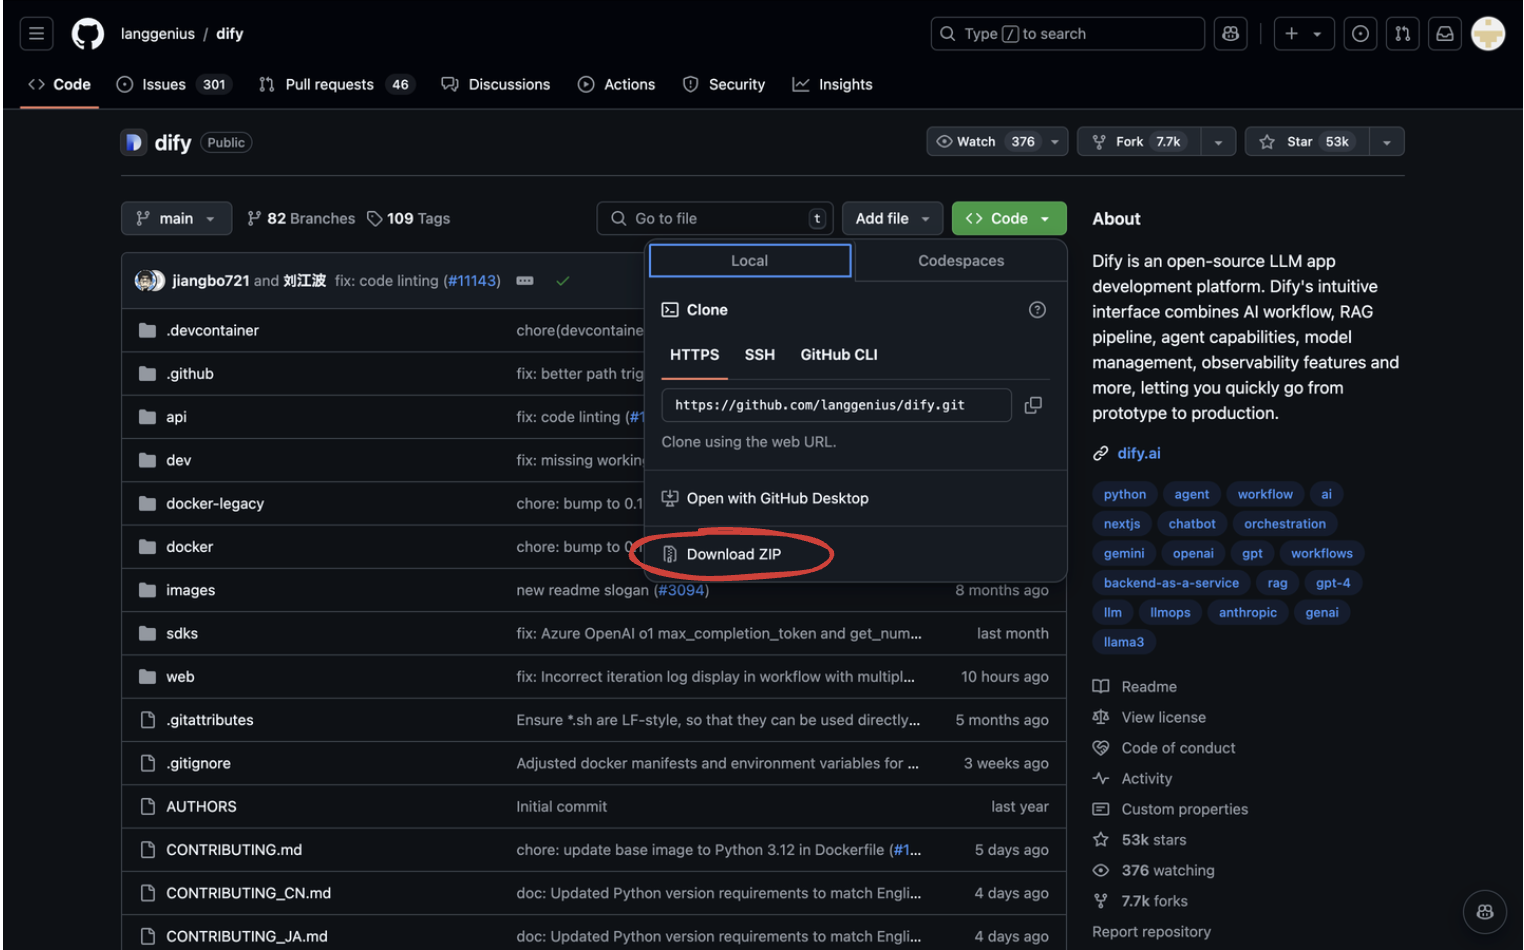 langgenius / dify
Type / to search
Code
Issues 301
Pull requests 46
Discussions
Actions
Security
Insights
dify Public
Watch 376
Fork 7.7k
Star 53k
main
82 Branches
109 Tags
Go to file t
Add file
Code
Local
Codespaces
Clone
HTTPS
SSH
GitHub CLI
https://github.com/langgenius/dify.git
Clone using the web URL.
Open with GitHub Desktop
Download ZIP
jiangbo721 and 刘江波 fix: code linting (#11143)
.devcontainer chore(devcontaine
.github fix: better path trig
api fix: code linting (#1
dev fix: missing workin
docker-legacy chore: bump to 0.1
docker chore: bump to 0.1
images new readme slogan (#3094) 8 months ago
sdks fix: Azure OpenAI o1 max_completion_token and get_num... last month
web fix: Incorrect iteration log display in workflow with multipl... 10 hours ago
.gitattributes Ensure *.sh are LF-style, so that they can be used directly... 5 months ago
.gitignore Adjusted docker manifests and environment variables for ... 3 weeks ago
AUTHORS Initial commit last year
CONTRIBUTING.md chore: update base image to Python 3.12 in Dockerfile (#1... 5 days ago
CONTRIBUTING_CN.md doc: Updated Python version requirements to match Engli... 4 days ago
CONTRIBUTING_JA.md doc: Updated Python version requirements to match Engli... 4 days ago
About
Dify is an open-source LLM app
development platform. Dify's intuitive
interface combines AI workflow, RAG
pipeline, agent capabilities, model
management, observability features and
more, letting you quickly go from
prototype to production.
dify.ai
python agent workflow ai
nextjs chatbot orchestration
gemini openai gpt workflows
backend-as-a-service rag gpt-4
llm llmops anthropic genai
llama3
Readme
View license
Code of conduct
Activity
Custom properties
53k stars
376 watching
7.7k forks
Report repository